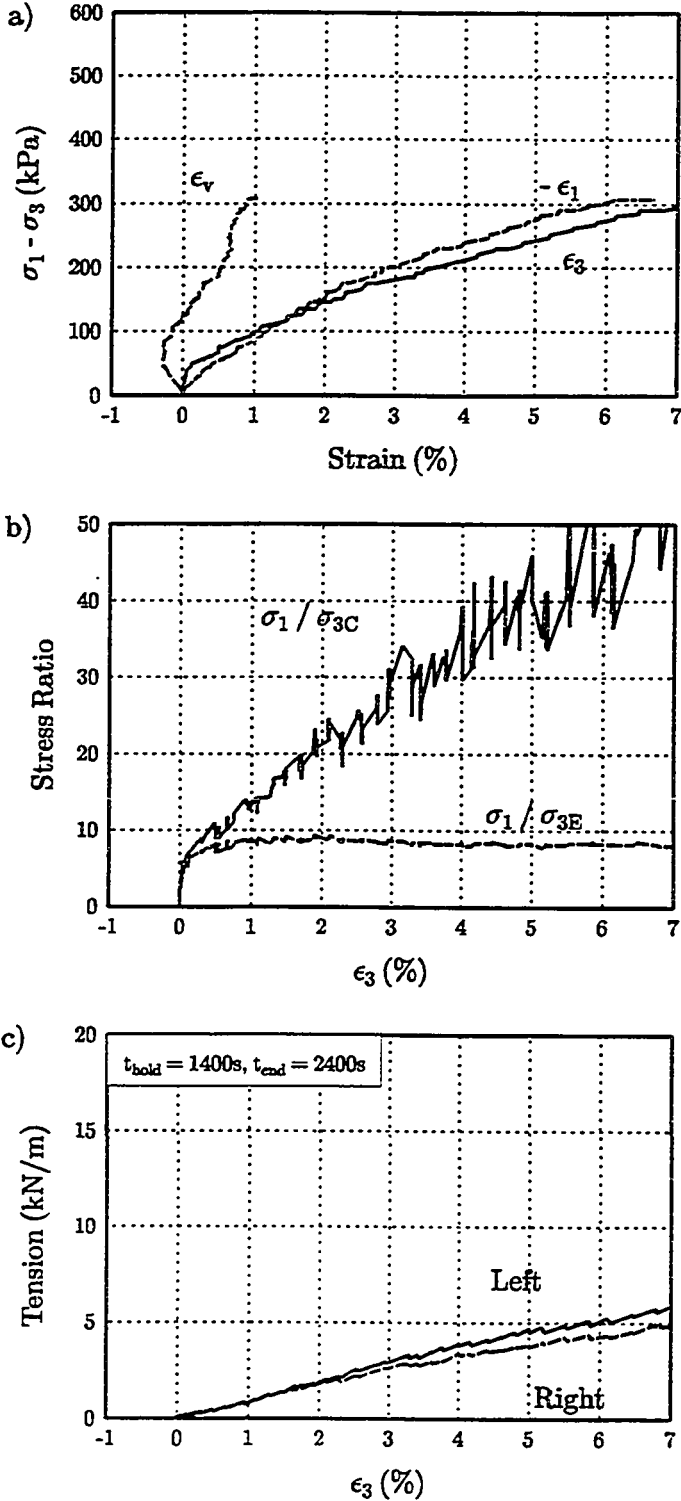 a)
600
500
400
300
200
100
0
σ₁ - σ₃ (kPa)
ϵᵥ
- ϵ₁
ϵ₃
-1 0 1 2 3 4 5 6 7
Strain (%)
b)
50
40
30
20
10
0
Stress Ratio
σ₁ / σ₃C
σ₁ / σ₃E
-1 0 1 2 3 4 5 6 7
ϵ₃ (%)
c)
20
15
10
5
0
Tension (kN/m)
t_hold = 1400s, t_end = 2400s
Left
Right
-1 0 1 2 3 4 5 6 7
ϵ₃ (%)